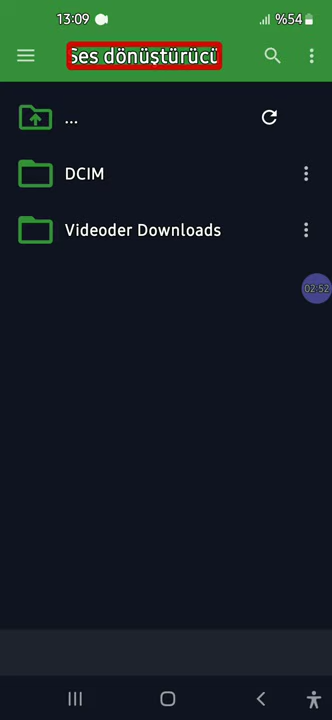 13:09
%54
Ses dönüştürücü
...
DCIM
Videoder Downloads
02:52